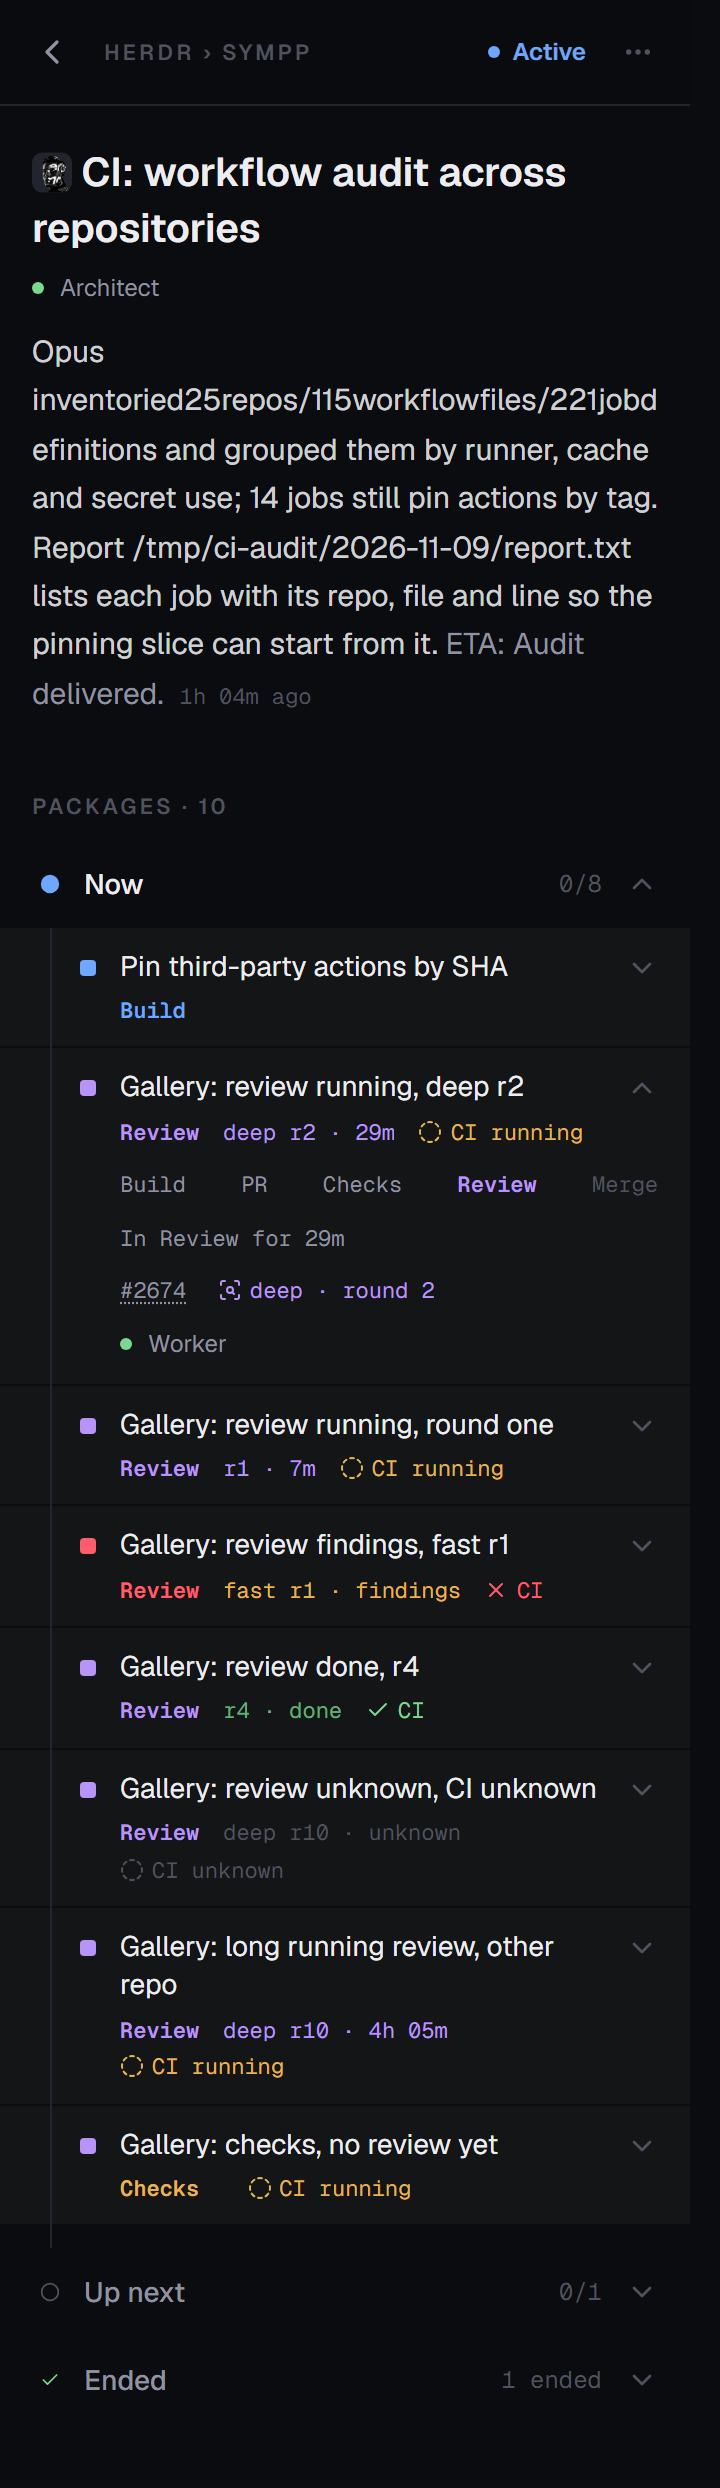 HERDR › SYMPP
Active
CI: workflow audit across
repositories
Architect
Opus
inventoried25repos/115workflowfiles/221jobd
efinitions and grouped them by runner, cache
and secret use; 14 jobs still pin actions by tag.
Report /tmp/ci-audit/2026-11-09/report.txt
lists each job with its repo, file and line so the
pinning slice can start from it. ETA: Audit
delivered. 1h 04m ago
PACKAGES · 10
Now 0/8
Pin third-party actions by SHA
Build
Gallery: review running, deep r2
Review deep r2 · 29m CI running
Build PR Checks Review Merge
In Review for 29m
#2674 deep · round 2
Worker
Gallery: review running, round one
Review r1 · 7m CI running
Gallery: review findings, fast r1
Review fast r1 · findings CI
Gallery: review done, r4
Review r4 · done CI
Gallery: review unknown, CI unknown
Review deep r10 · unknown
CI unknown
Gallery: long running review, other
repo
Review deep r10 · 4h 05m
CI running
Gallery: checks, no review yet
Checks CI running
Up next 0/1
Ended 1 ended